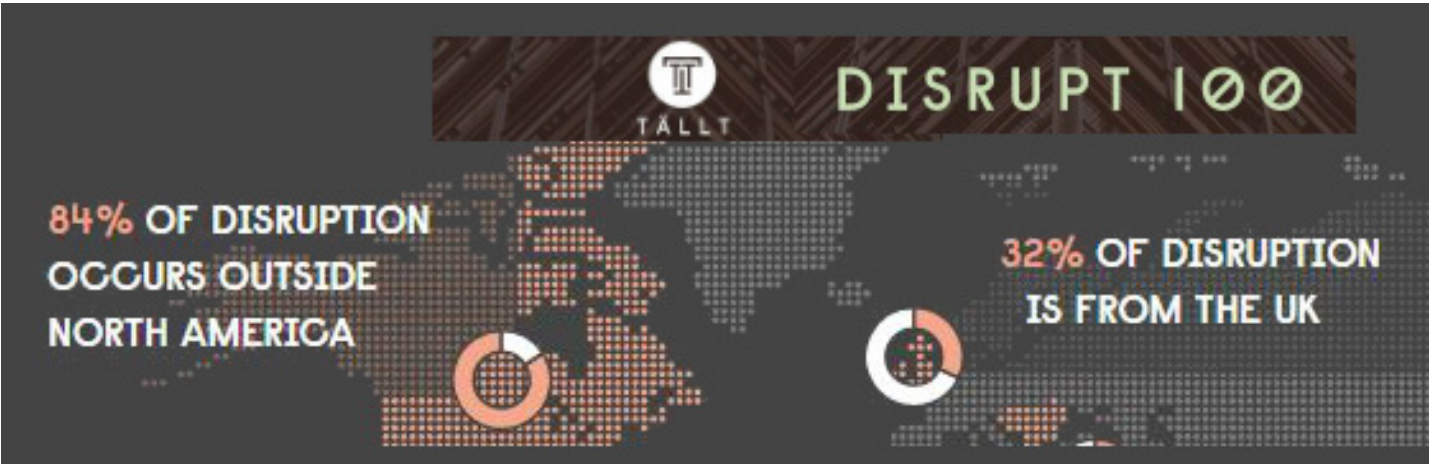 TÄLLT
DISRUPT 100
84% OF DISRUPTION
OCCURS OUTSIDE
NORTH AMERICA
32% OF DISRUPTION
IS FROM THE UK